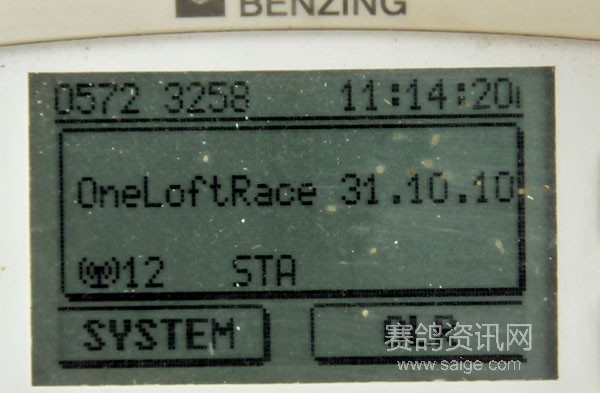 BENZING
0572 3258 11:14:20
OneLoftRace 31.10.10
12 STA
SYSTEM
赛鸽资讯网
www.saige.com